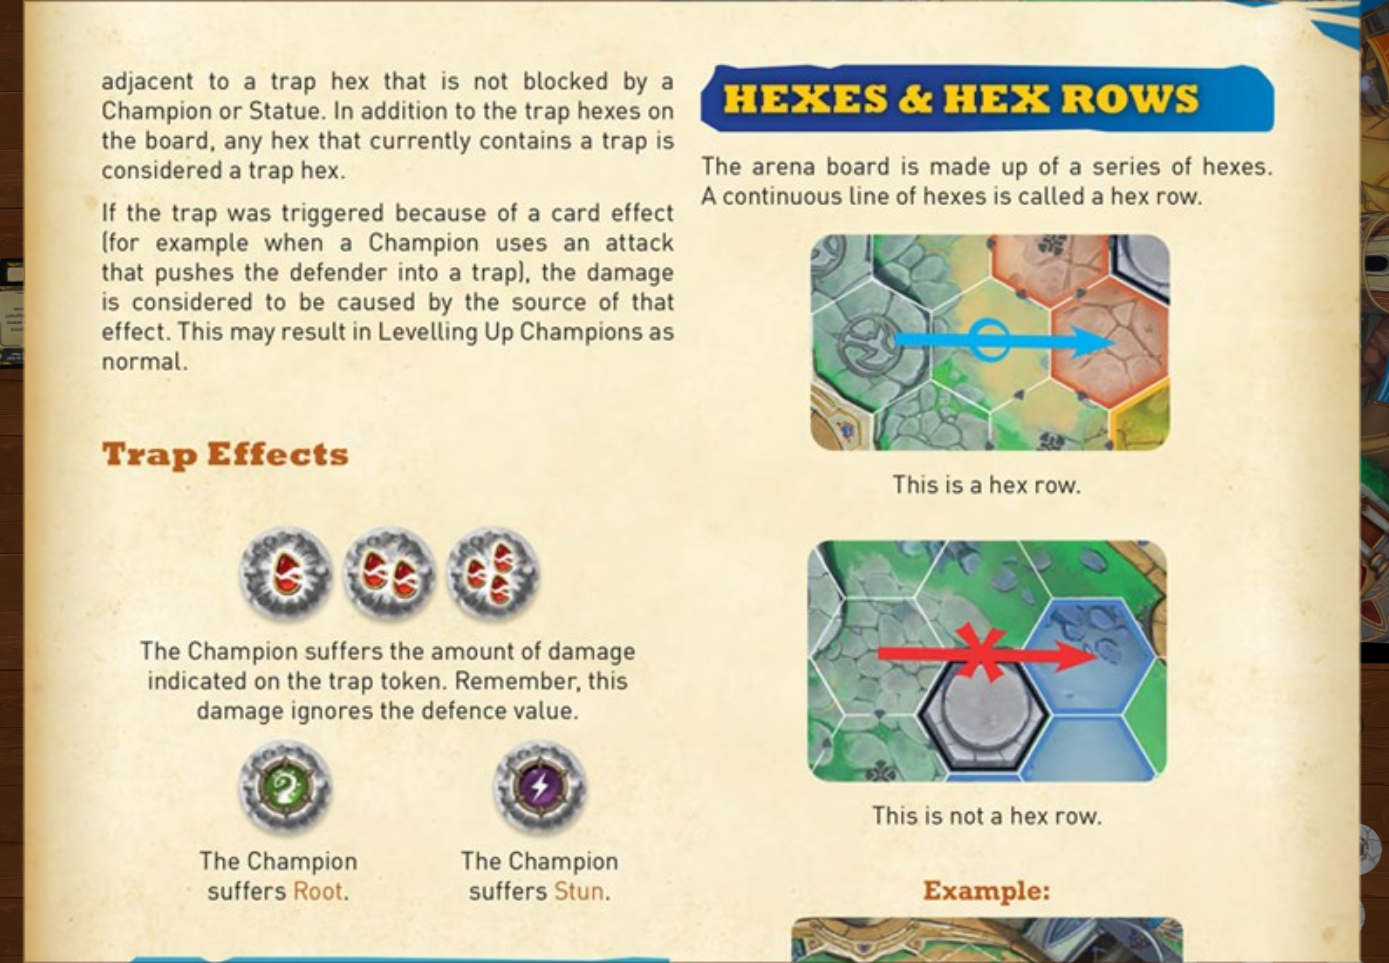 adjacent to a trap hex that is not blocked by a
Champion or Statue. In addition to the trap hexes on
the board, any hex that currently contains a trap is
considered a trap hex.
If the trap was triggered because of a card effect
(for example when a Champion uses an attack
that pushes the defender into a trap), the damage
is considered to be caused by the source of that
effect. This may result in Levelling Up Champions as
normal.
Trap Effects
The Champion suffers the amount of damage
indicated on the trap token. Remember, this
damage ignores the defence value.
The Champion
suffers Root.
The Champion
suffers Stun.
HEXES & HEX ROWS
The arena board is made up of a series of hexes.
A continuous line of hexes is called a hex row.
This is a hex row.
This is not a hex row.
Example: